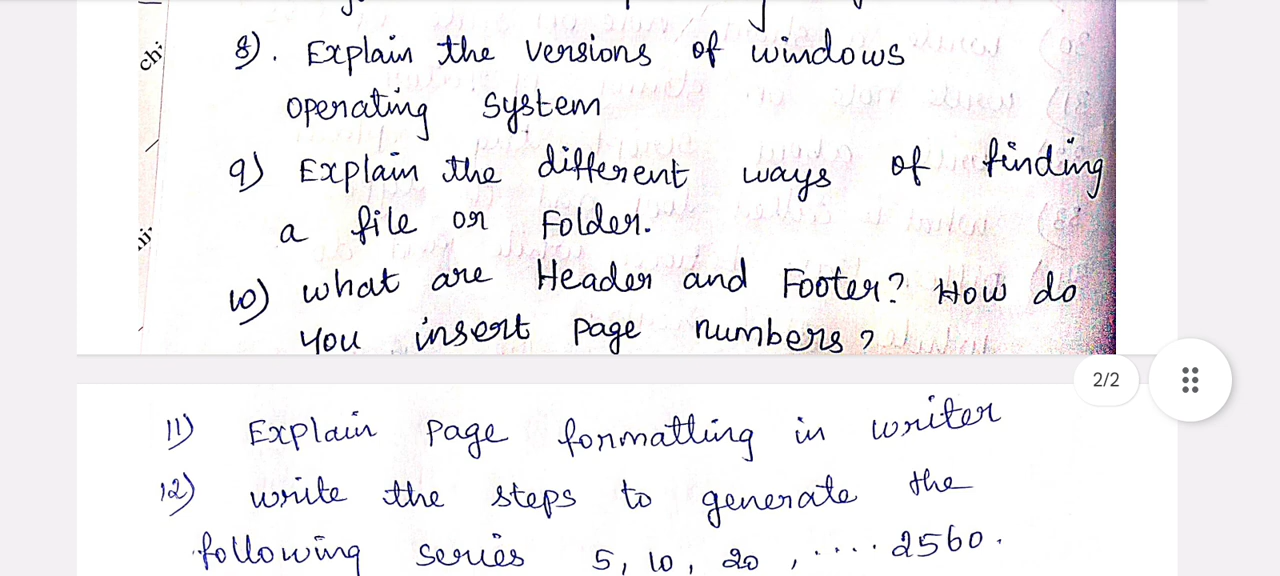 chi
8). Explain the versions of windows
operating system
9) Explain the different ways of finding
a file or Folder.
10) what are Header and Footer? How do
you insert page numbers?
2/2
11) Explain page formatting in writer
12) write the steps to generate the
following series 5, 10, 20, ..... 2560.